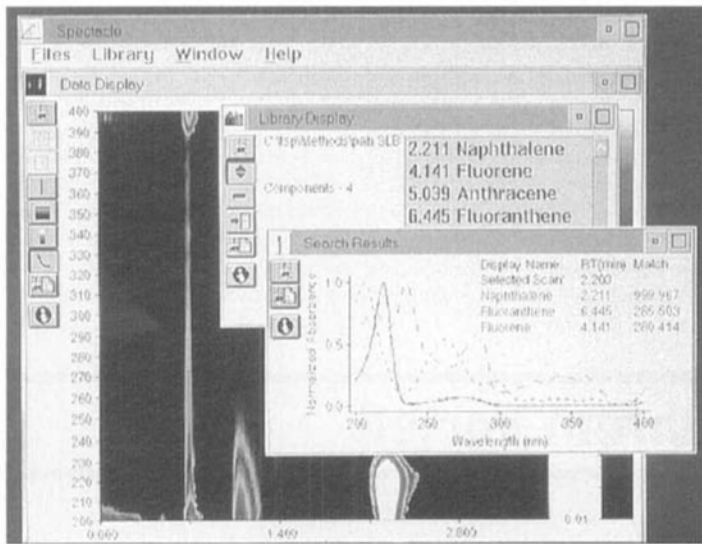 Spectacle
Files Library Window Help
Data Display
Library Display
Components - 4
2.211 Naphthalene
4.141 Fluorene
5.039 Anthracene
6.445 Fluoranthene
Search Results
Display Name: RT(min) Match
Selected Scan: 2.200
Naphthalene 2.211 999.967
Fluoranthene 6.445 285.603
Fluorene 4.141 280.414
Normalized Absorbance
1.0
0.5
0.0
200 250 300 350 400
Wavelength (nm)
400
390
380
370
360
350
340
330
320
310
300
290
280
270
260
250
240
230
220
210
200
0.000 1.400 2.800
0.01